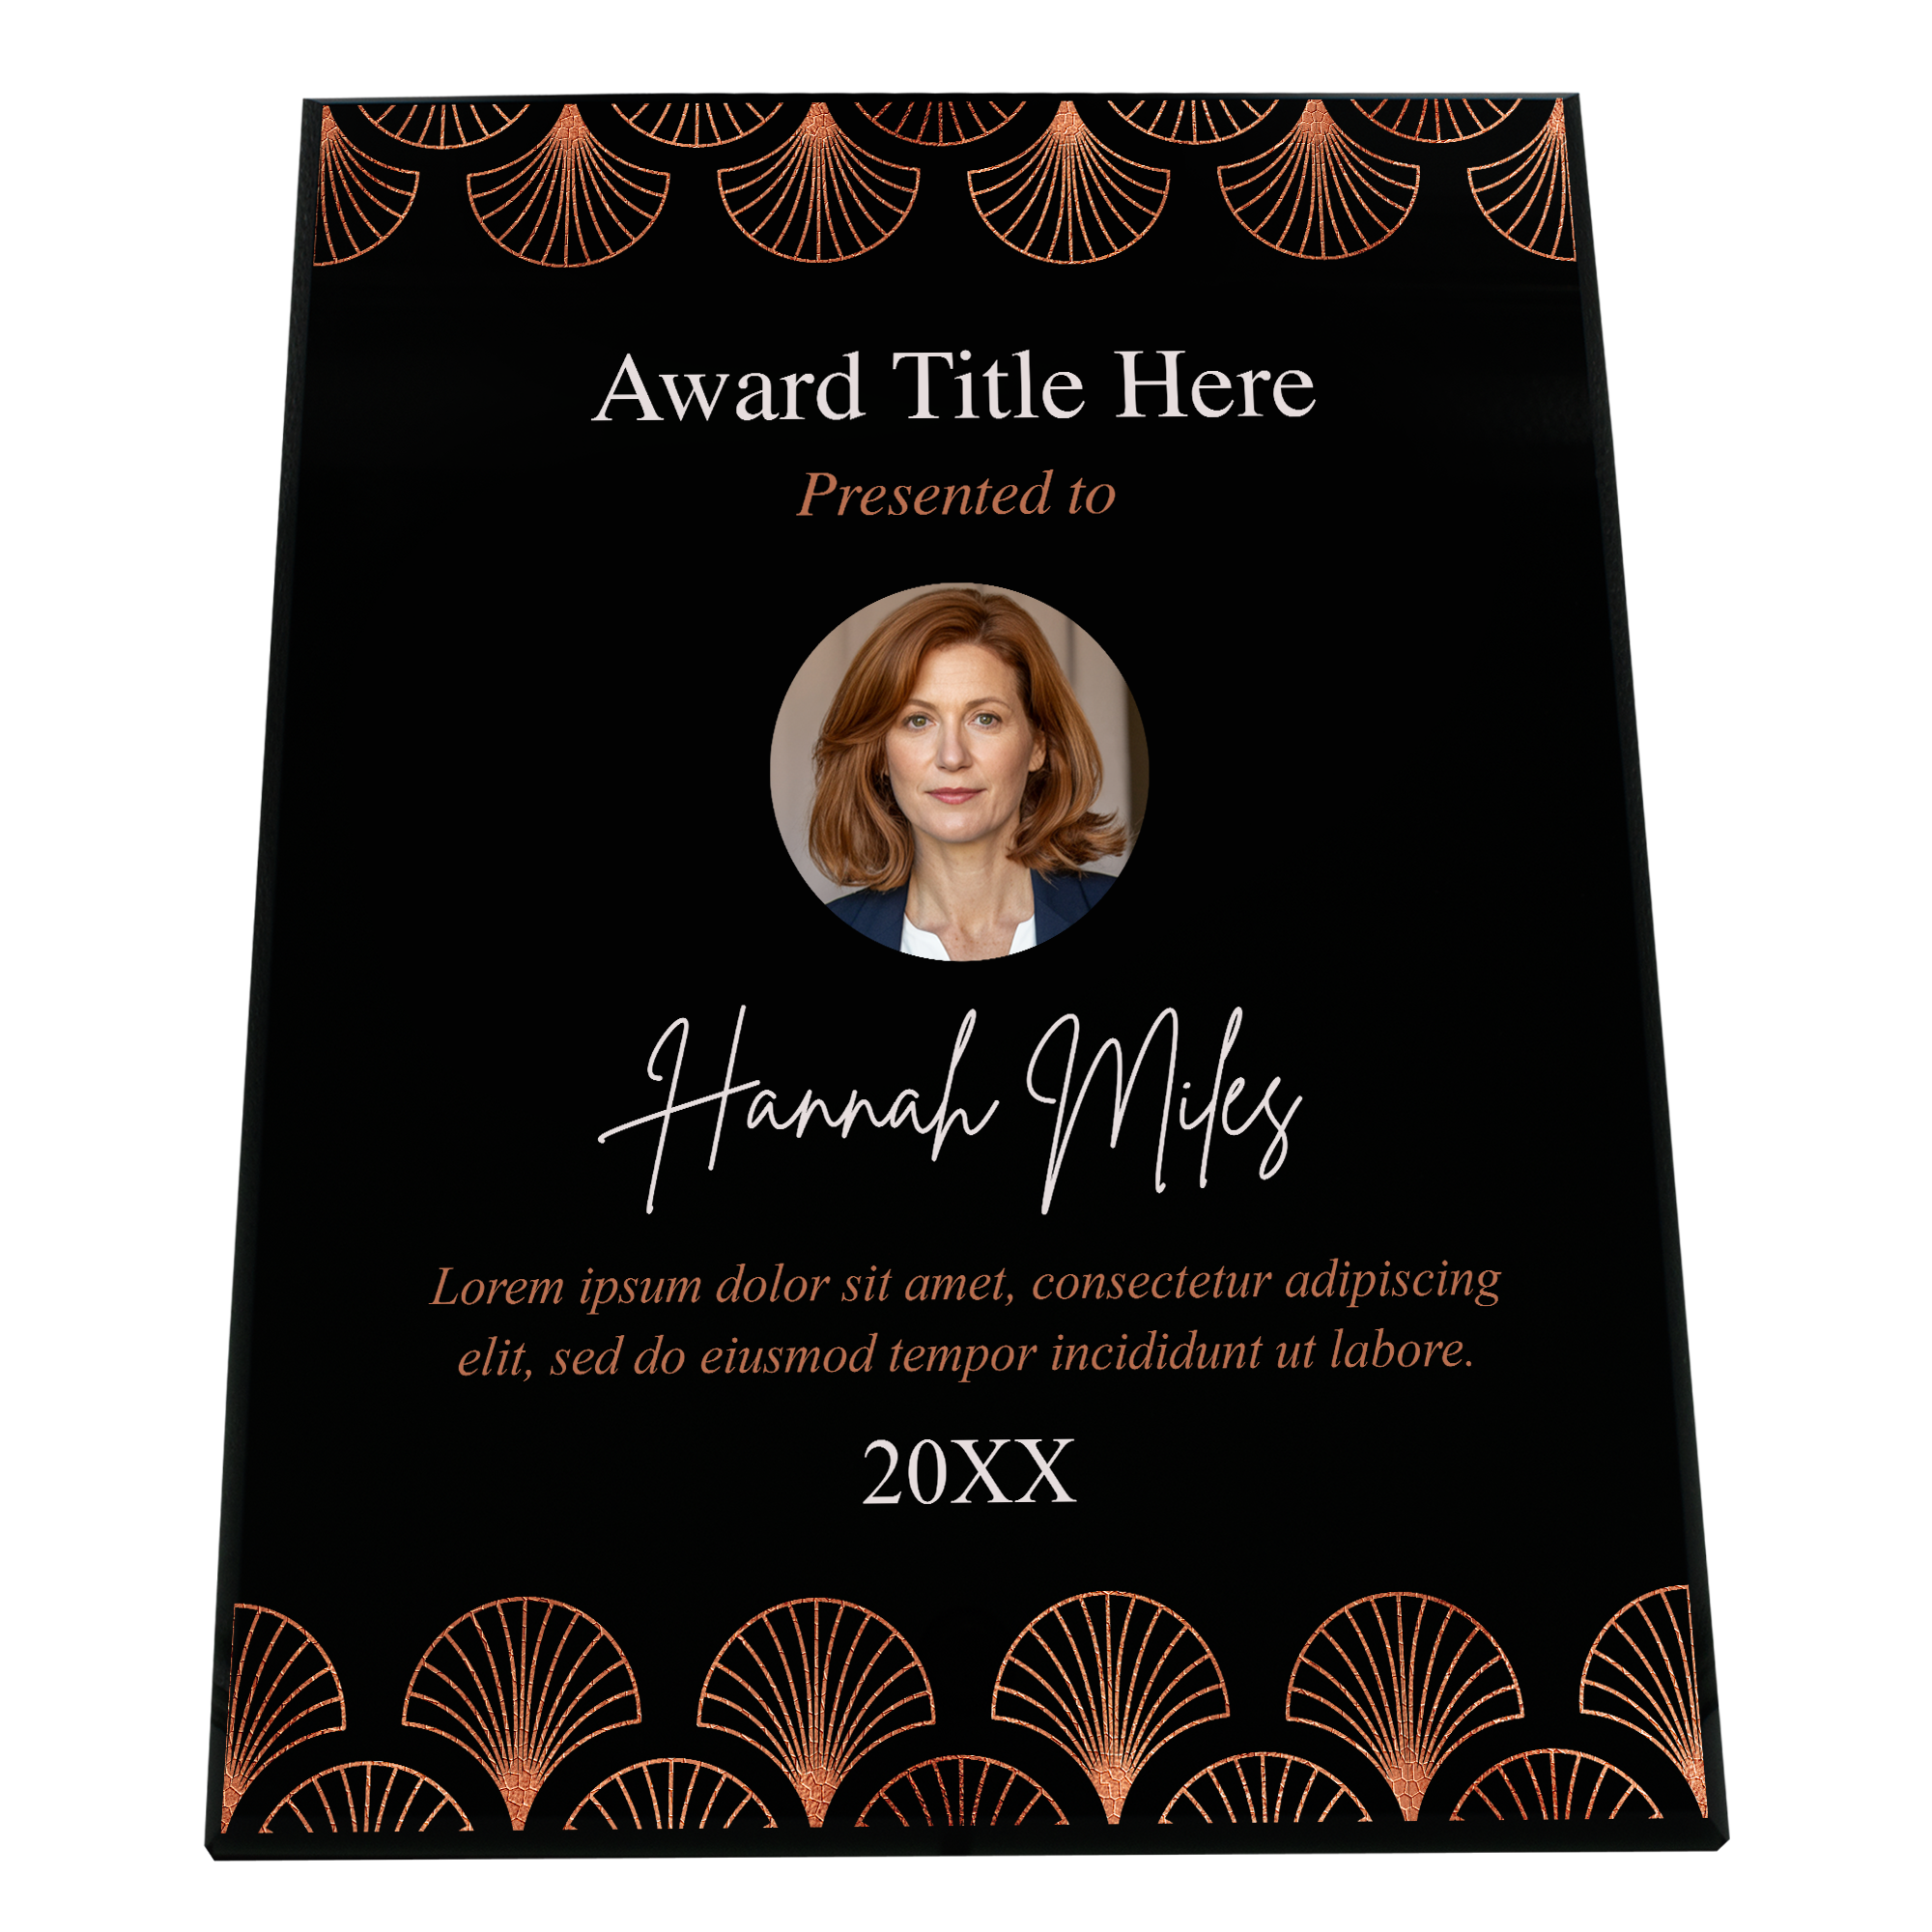 Award Title Here
Presented to
Hannah Miles
Lorem ipsum dolor sit amet, consectetur adipiscing
elit, sed do eiusmod tempor incididunt ut labore.
20XX